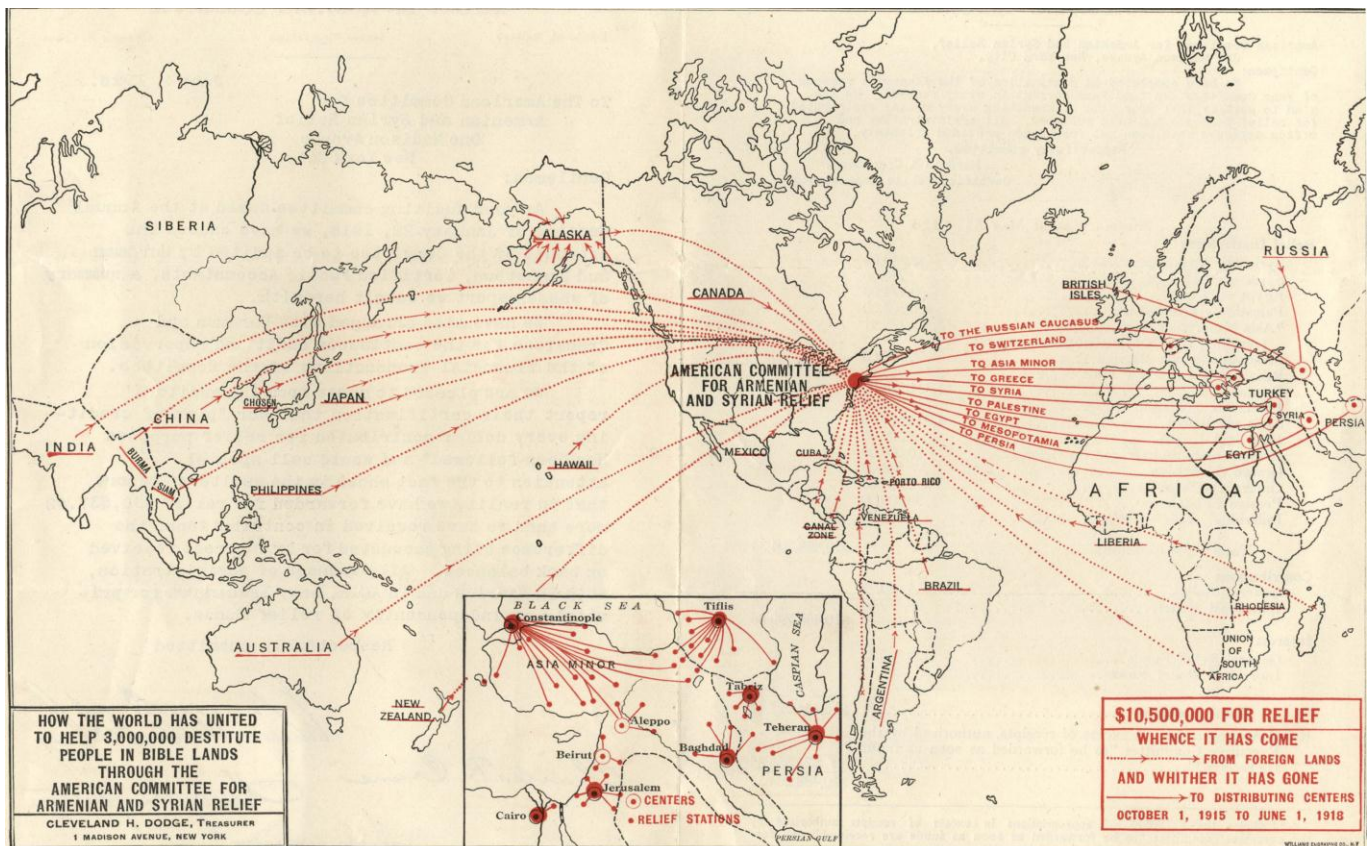 SIBERIA
ALASKA
CANADA
RUSSIA
BRITISH
ISLES
TO THE RUSSIAN CAUCASUS
TO SWITZERLAND
TO ASIA MINOR
TO GREECE
TO SYRIA
TO PALESTINE
TO EGYPT
TO MESOPOTAMIA
TO PERSIA
AMERICAN COMMITTEE
FOR ARMENIAN
AND SYRIAN RELIEF
TURKEY
SYRIA
PERSIA
EGYPT
CHOSEN
JAPAN
CHINA
INDIA
BURMA
SIAM
PHILIPPINES
HAWAII
MEXICO
CUBA
PORTO RICO
CANAL
ZONE
VENEZUELA
BRAZIL
ARGENTINA
AFRICA
LIBERIA
RHODESIA
UNION
OF
SOUTH
AFRICA
AUSTRALIA
NEW
ZEALAND
BLACK SEA
Constantinople
Tiflis
ASIA MINOR
CASPIAN SEA
Tabriz
Aleppo
Teheran
Beirut
Baghdad
PERSIA
Jerusalem
Cairo
CENTERS
RELIEF STATIONS
PERSIAN GULF
HOW THE WORLD HAS UNITED
TO HELP 3,000,000 DESTITUTE
PEOPLE IN BIBLE LANDS
THROUGH THE
AMERICAN COMMITTEE FOR
ARMENIAN AND SYRIAN RELIEF
CLEVELAND H. DODGE, TREASURER
1 MADISON AVENUE, NEW YORK
$10,500,000 FOR RELIEF
WHENCE IT HAS COME
FROM FOREIGN LANDS
AND WHITHER IT HAS GONE
TO DISTRIBUTING CENTERS
OCTOBER 1, 1915 TO JUNE 1, 1918
WILLIAMS ENGRAVING CO., N.Y.